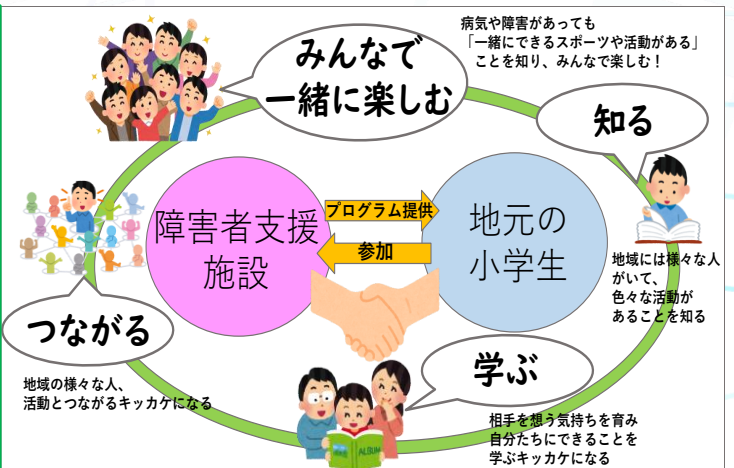 みんなで
一緒に楽しむ
病気や障害があっても
「一緒にできるスポーツや活動がある」
ことを知り、みんなで楽しむ！
知る
地域には様々な人
がいて、
色々な活動が
あることを知る
障害者支援
施設
プログラム提供
参加
地元の
小学生
つながる
地域の様々な人、
活動とつながるキッカケになる
学ぶ
相手を想う気持ちを育み
自分たちにできることを
学ぶキッカケになる
ALBUM